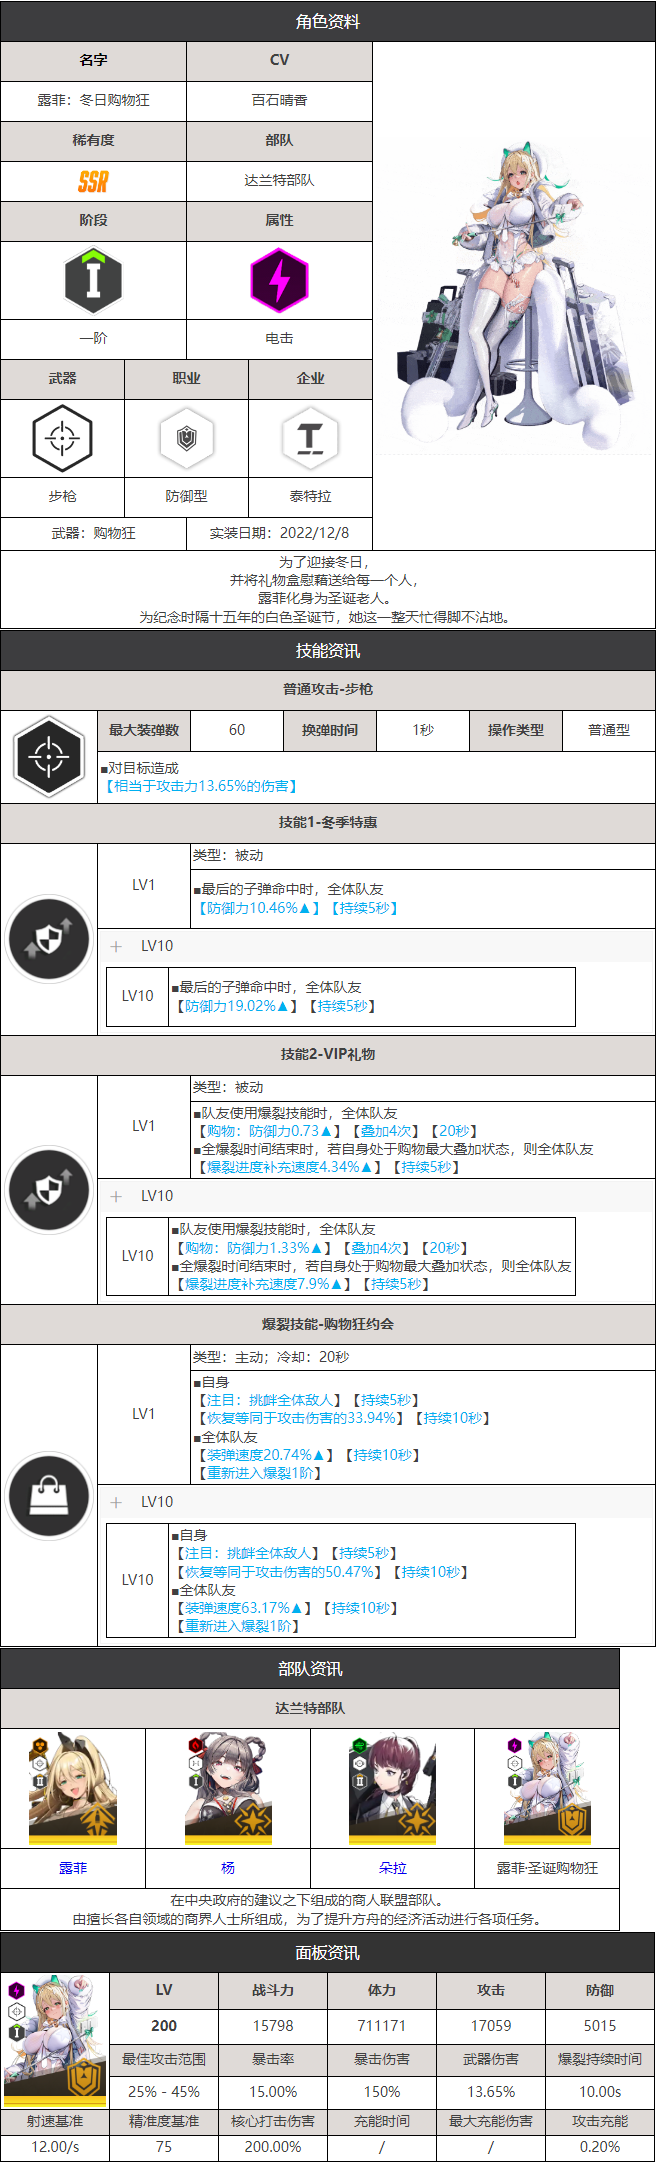 角色资料
名字 CV
露菲：冬日购物狂 百石晴香
稀有度 部队
SSR 达兰特部队
阶段 属性
I
一阶 电击
武器 职业 企业
T
步枪 防御型 泰特拉
武器：购物狂 实装日期：2022/12/8
为了迎接冬日，
并将礼物盒慰藉送给每一个人，
露菲化身为圣诞老人。
为纪念时隔十五年的白色圣诞节，她这一整天忙得脚不沾地。
技能资讯
普通攻击-步枪
最大装弹数 60 换弹时间 1秒 操作类型 普通型
■对目标造成
【相当于攻击力13.65%的伤害】
技能1-冬季特惠
类型：被动
LV1
■最后的子弹命中时，全体队友
【防御力10.46%▲】【持续5秒】
＋ LV10
LV10
■最后的子弹命中时，全体队友
【防御力19.02%▲】【持续5秒】
技能2-VIP礼物
类型：被动
LV1
■队友使用爆裂技能时，全体队友
【购物：防御力0.73▲】【叠加4次】【20秒】
■全爆裂时间结束时，若自身处于购物最大叠加状态，则全体队友
【爆裂进度补充速度4.34%▲】【持续5秒】
＋ LV10
LV10
■队友使用爆裂技能时，全体队友
【购物：防御力1.33%▲】【叠加4次】【20秒】
■全爆裂时间结束时，若自身处于购物最大叠加状态，则全体队友
【爆裂进度补充速度7.9%▲】【持续5秒】
爆裂技能-购物狂约会
类型：主动；冷却：20秒
LV1
■自身
【注目：挑衅全体敌人】【持续5秒】
【恢复等同于攻击伤害的33.94%】【持续10秒】
■全体队友
【装弹速度20.74%▲】【持续10秒】
【重新进入爆裂1阶】
＋ LV10
LV10
■自身
【注目：挑衅全体敌人】【持续5秒】
【恢复等同于攻击伤害的50.47%】【持续10秒】
■全体队友
【装弹速度63.17%▲】【持续10秒】
【重新进入爆裂1阶】
部队资讯
达兰特部队
露菲 杨 朵拉 露菲·圣诞购物狂
在中央政府的建议之下组成的商人联盟部队。
由擅长各自领域的商界人士所组成，为了提升方舟的经济活动进行各项任务。
面板资讯
LV 战斗力 体力 攻击 防御
200 15798 711171 17059 5015
最佳攻击范围 暴击率 暴击伤害 武器伤害 爆裂持续时间
25% - 45% 15.00% 150% 13.65% 10.00s
射速基准 精准度基准 核心打击伤害 充能时间 最大充能伤害 攻击充能
12.00/s 75 200.00% / / 0.20%